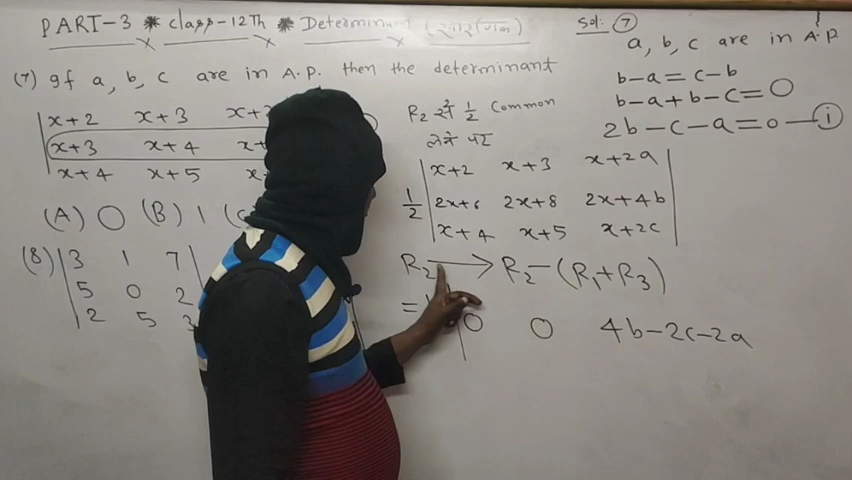 PART-3 * class-12Th * Determinant (सारणिक)
(7) If a, b, c are in A.P. then the determinant
x+2 x+3
x+3 x+4
x+4 x+5
(A) 0 (B) 1
(8) 3 1 7
5 0 2
2 5 3
R2 से 1/2 Common
लेने पर
x+2 x+3 x+2a
1/2 2x+6 2x+8 2x+4b
x+4 x+5 x+2c
R2 → R2-(R1+R3)
=
0 0 4b-2c-2a
Sol: (7)
a, b, c are in A.P.
b-a=c-b
b-a+b-c=0
2b-c-a=0 — (i)